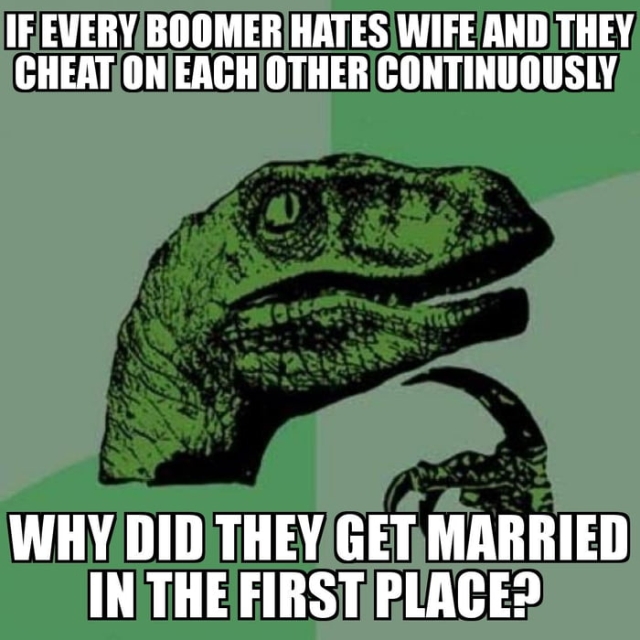 IF EVERY BOOMER HATES WIFE AND THEY
CHEAT ON EACH OTHER CONTINUOUSLY
WHY DID THEY GET MARRIED
IN THE FIRST PLACE?